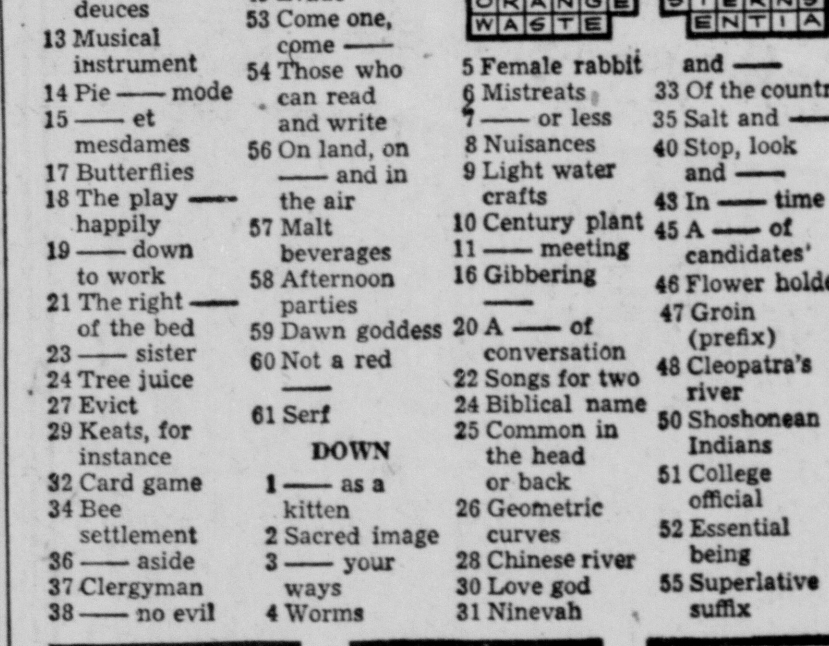 deuces
13 Musical
instrument
14 Pie — mode
15 — et
mesdames
17 Butterflies
18 The play —
happily
19 — down
to work
21 The right —
of the bed
23 — sister
24 Tree juice
27 Evict
29 Keats, for
instance
32 Card game
34 Bee
settlement
36 — aside
37 Clergyman
38 — no evil
53 Come one,
come —
54 Those who
can read
and write
56 On land, on
— and in
the air
57 Malt
beverages
58 Afternoon
parties
59 Dawn goddess
60 Not a red
—
61 Serf
DOWN
1 — as a
kitten
2 Sacred image
3 — your
ways
4 Worms
ORANGE
WASTE
5 Female rabbit
6 Mistreats
7 — or less
8 Nuisances
9 Light water
crafts
10 Century plant
11 — meeting
16 Gibbering
—
20 A — of
conversation
22 Songs for two
24 Biblical name
25 Common in
the head
or back
26 Geometric
curves
28 Chinese river
30 Love god
31 Ninevah
ENTIA
and —
33 Of the countr
35 Salt and —
40 Stop, look
and —
43 In — time
45 A — of
candidates'
46 Flower holde
47 Groin
(prefix)
48 Cleopatra's
river
50 Shoshonean
Indians
51 College
official
52 Essential
being
55 Superlative
suffix